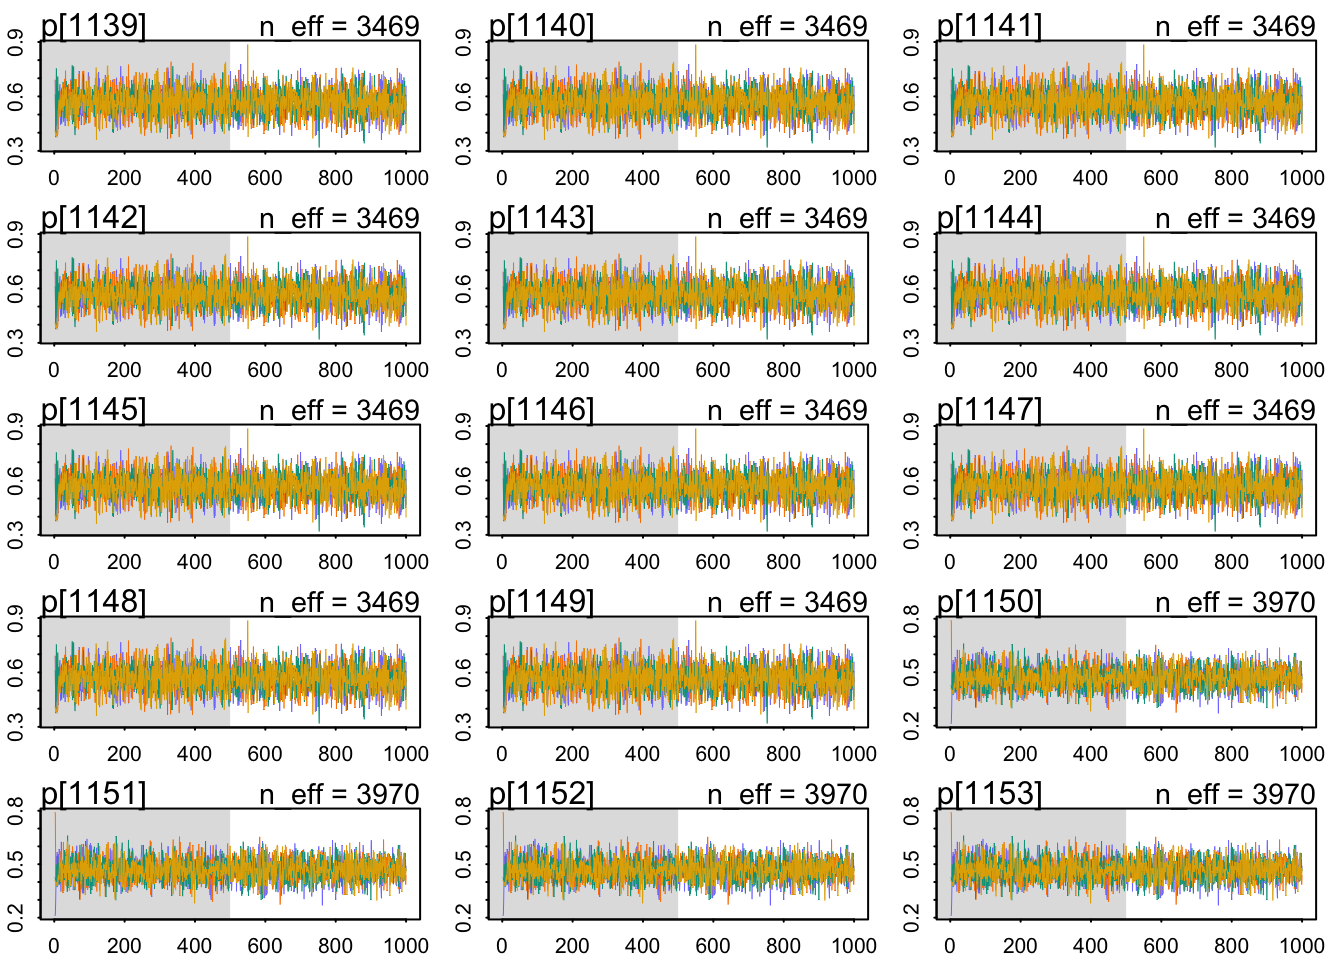 p[1139] n_eff = 3469 p[1140] n_eff = 3469 p[1141] n_eff = 3469
0.3 0.6 0.9 0.3 0.6 0.9 0.3 0.6 0.9
0 200 400 600 800 1000 0 200 400 600 800 1000 0 200 400 600 800 1000
p[1142] n_eff = 3469 p[1143] n_eff = 3469 p[1144] n_eff = 3469
0.3 0.6 0.9 0.3 0.6 0.9 0.3 0.6 0.9
0 200 400 600 800 1000 0 200 400 600 800 1000 0 200 400 600 800 1000
p[1145] n_eff = 3469 p[1146] n_eff = 3469 p[1147] n_eff = 3469
0.3 0.6 0.9 0.3 0.6 0.9 0.3 0.6 0.9
0 200 400 600 800 1000 0 200 400 600 800 1000 0 200 400 600 800 1000
p[1148] n_eff = 3469 p[1149] n_eff = 3469 p[1150] n_eff = 3970
0.3 0.6 0.9 0.3 0.6 0.9 0.2 0.5 0.8
0 200 400 600 800 1000 0 200 400 600 800 1000 0 200 400 600 800 1000
p[1151] n_eff = 3970 p[1152] n_eff = 3970 p[1153] n_eff = 3970
0.2 0.5 0.8 0.2 0.5 0.8 0.2 0.5 0.8
0 200 400 600 800 1000 0 200 400 600 800 1000 0 200 400 600 800 1000